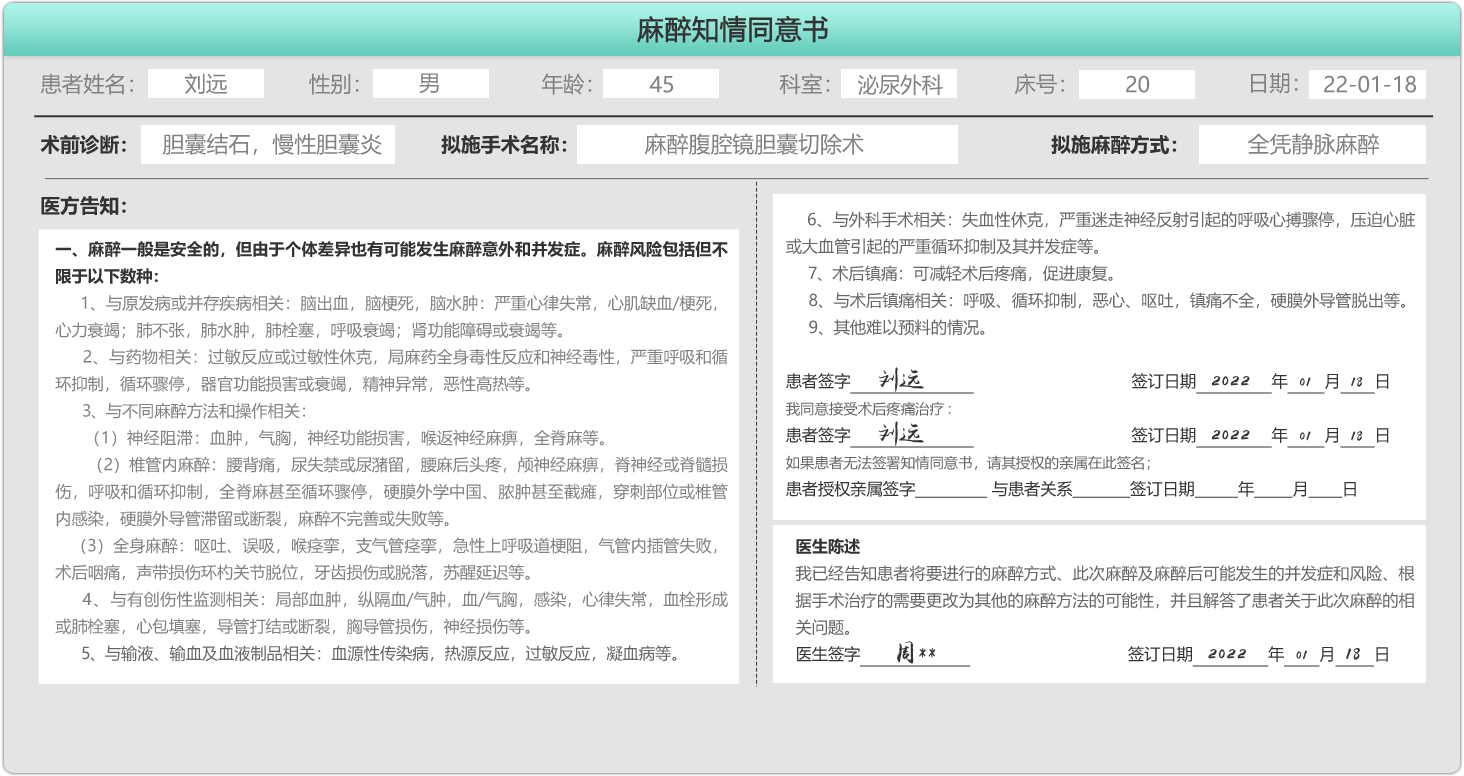 麻醉知情同意书
患者姓名： 刘远 性别： 男 年龄： 45 科室： 泌尿外科 床号： 20 日期： 22-01-18
术前诊断： 胆囊结石，慢性胆囊炎 拟施手术名称： 麻醉腹腔镜胆囊切除术 拟施麻醉方式： 全凭静脉麻醉
医方告知：
一、麻醉一般是安全的，但由于个体差异也有可能发生麻醉意外和并发症。麻醉风险包括但不
限于以下数种：
1、与原发病或并存疾病相关：脑出血，脑梗死，脑水肿：严重心律失常，心肌缺血/梗死，
心力衰竭；肺不张，肺水肿，肺栓塞，呼吸衰竭；肾功能障碍或衰竭等。
2、与药物相关：过敏反应或过敏性休克，局麻药全身毒性反应和神经毒性，严重呼吸和循
环抑制，循环骤停，器官功能损害或衰竭，精神异常，恶性高热等。
3、与不同麻醉方法和操作相关：
（1）神经阻滞：血肿，气胸，神经功能损害，喉返神经麻痹，全脊麻等。
（2）椎管内麻醉：腰背痛，尿失禁或尿潴留，腰麻后头疼，颅神经麻痹，脊神经或脊髓损
伤，呼吸和循环抑制，全脊麻甚至循环骤停，硬膜外学中国、脓肿甚至截瘫，穿刺部位或椎管
内感染，硬膜外导管滞留或断裂，麻醉不完善或失败等。
（3）全身麻醉：呕吐、误吸，喉痉挛，支气管痉挛，急性上呼吸道梗阻，气管内插管失败，
术后咽痛，声带损伤环杓关节脱位，牙齿损伤或脱落，苏醒延迟等。
4、与有创伤性监测相关：局部血肿，纵隔血/气肿，血/气胸，感染，心律失常，血栓形成
或肺栓塞，心包填塞，导管打结或断裂，胸导管损伤，神经损伤等。
5、与输液、输血及血液制品相关：血源性传染病，热源反应，过敏反应，凝血病等。
6、与外科手术相关：失血性休克，严重迷走神经反射引起的呼吸心搏骤停，压迫心脏
或大血管引起的严重循环抑制及其并发症等。
7、术后镇痛：可减轻术后疼痛，促进康复。
8、与术后镇痛相关：呼吸、循环抑制，恶心、呕吐，镇痛不全，硬膜外导管脱出等。
9、其他难以预料的情况。
患者签字 刘远 签订日期 2022 年 01 月 18 日
我同意接受术后疼痛治疗：
患者签字 刘远 签订日期 2022 年 01 月 18 日
如果患者无法签署知情同意书，请其授权的亲属在此签名；
患者授权亲属签字________ 与患者关系_______签订日期_____年_____月____日
医生陈述
我已经告知患者将要进行的麻醉方式、此次麻醉及麻醉后可能发生的并发症和风险、根
据手术治疗的需要更改为其他的麻醉方法的可能性，并且解答了患者关于此次麻醉的相
关问题。
医生签字 周** 签订日期 2022 年 01 月 18 日